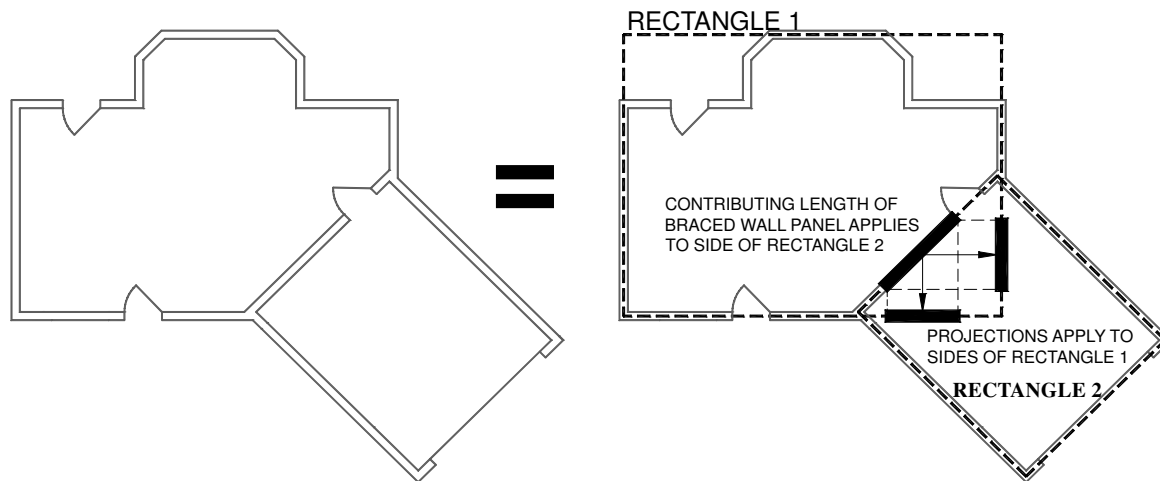 RECTANGLE 1
CONTRIBUTING LENGTH OF
BRACED WALL PANEL APPLIES
TO SIDE OF RECTANGLE 2
PROJECTIONS APPLY TO
SIDES OF RECTANGLE 1
RECTANGLE 2